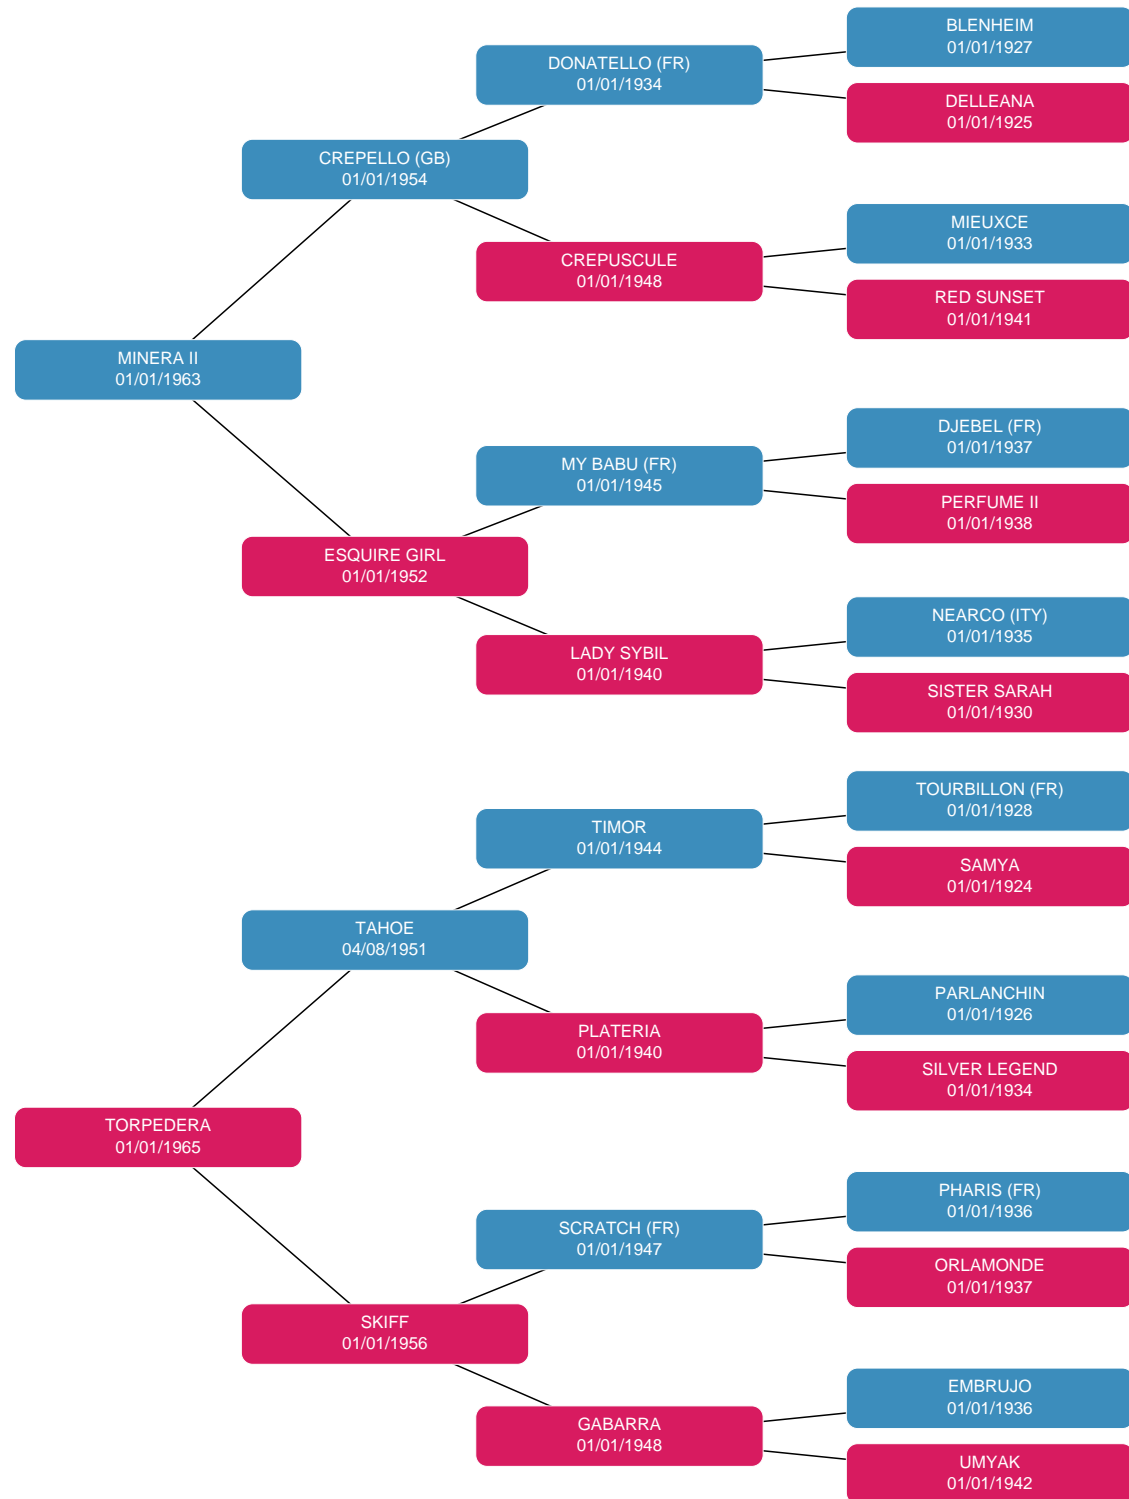 BLENHEIM
01/01/1927
DONATELLO (FR)
01/01/1934
DELLEANA
01/01/1925
CREPELLO (GB)
01/01/1954
MIEUXCE
01/01/1933
CREPUSCULE
01/01/1948
RED SUNSET
01/01/1941
MINERA II
01/01/1963
DJEBEL (FR)
01/01/1937
MY BABU (FR)
01/01/1945
PERFUME II
01/01/1938
ESQUIRE GIRL
01/01/1952
NEARCO (ITY)
01/01/1935
LADY SYBIL
01/01/1940
SISTER SARAH
01/01/1930
TOURBILLON (FR)
01/01/1928
TIMOR
01/01/1944
SAMYA
01/01/1924
TAHOE
04/08/1951
PARLANCHIN
01/01/1926
PLATERIA
01/01/1940
SILVER LEGEND
01/01/1934
TORPEDERA
01/01/1965
PHARIS (FR)
01/01/1936
SCRATCH (FR)
01/01/1947
ORLAMONDE
01/01/1937
SKIFF
01/01/1956
EMBRUJO
01/01/1936
GABARRA
01/01/1948
UMYAK
01/01/1942